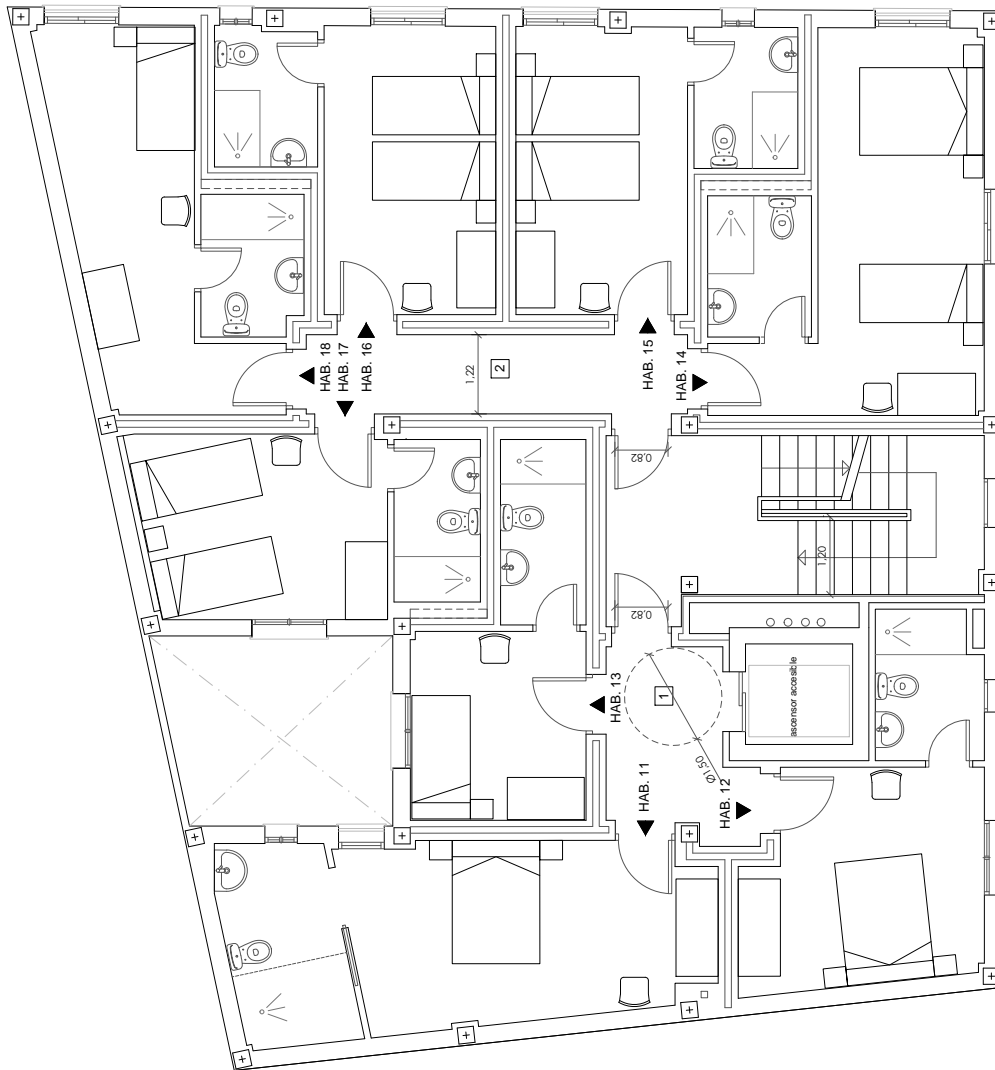 HAB. 18
HAB. 17
HAB. 16
1,22
2
HAB. 15
HAB. 14
0,82
1,20
0,82
HAB. 13
1
ascensor accesible
Ø1,50
HAB. 11
HAB. 12